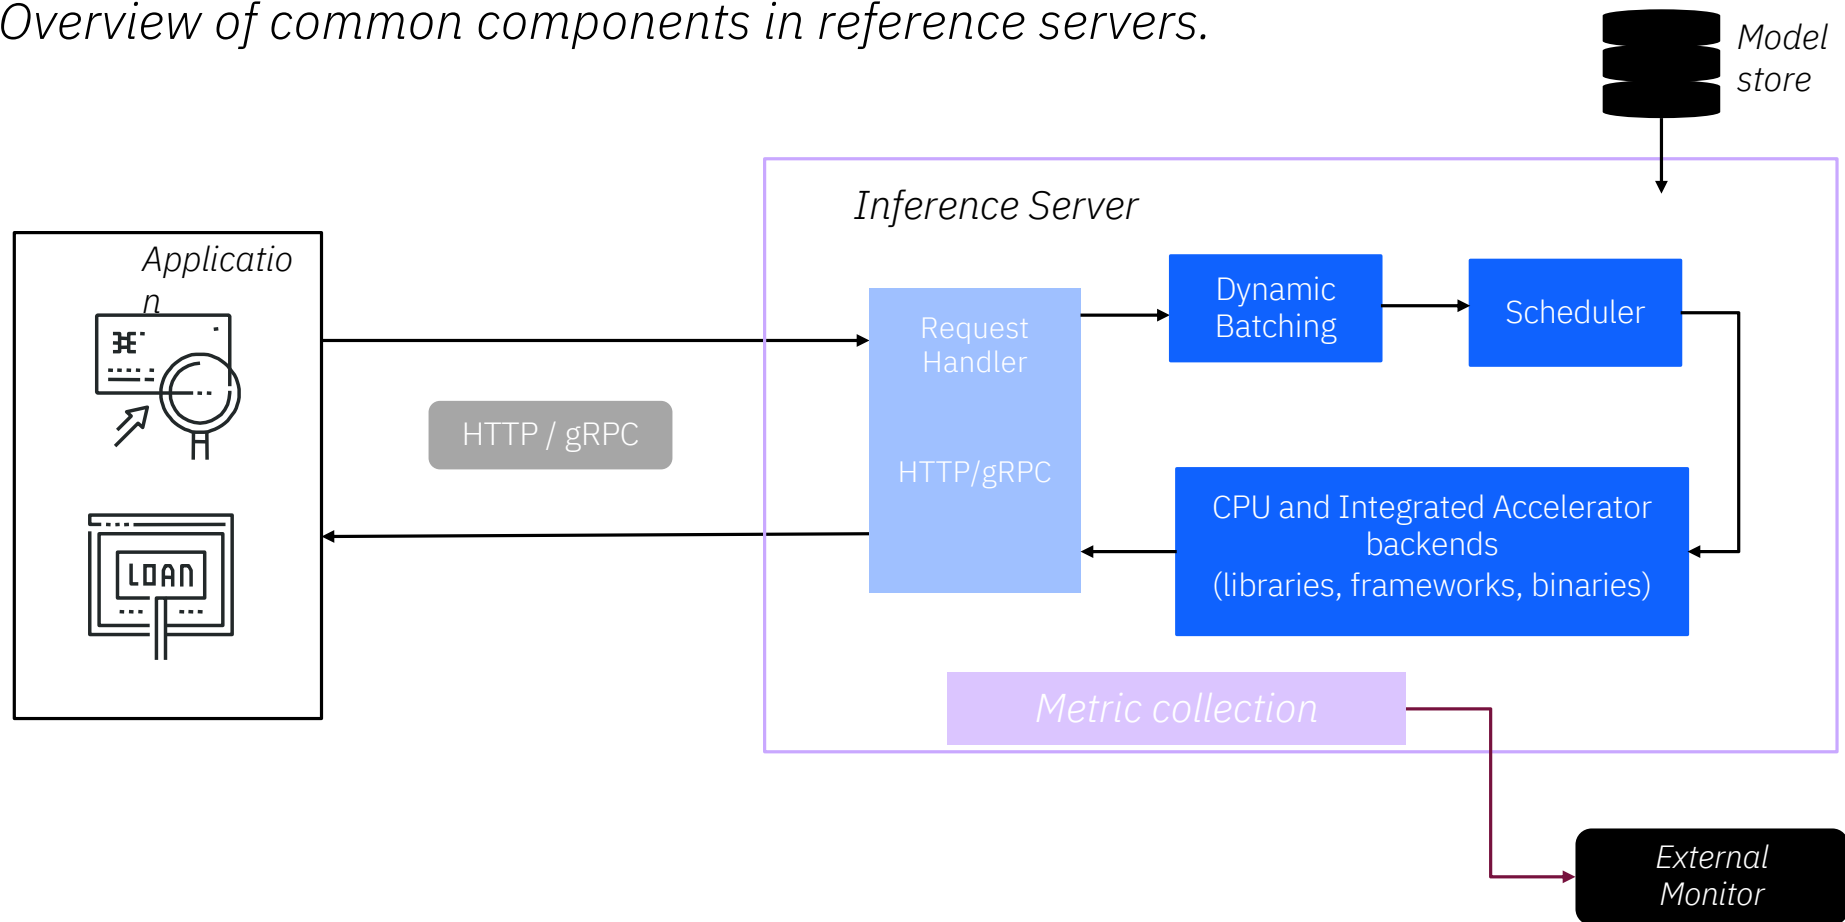 Overview of common components in reference servers.
Model
store
Inference Server
Applicatio
n
Request
Handler
HTTP/gRPC
Dynamic
Batching
Scheduler
HTTP / gRPC
CPU and Integrated Accelerator
backends
(libraries, frameworks, binaries)
LOAN
Metric collection
External
Monitor